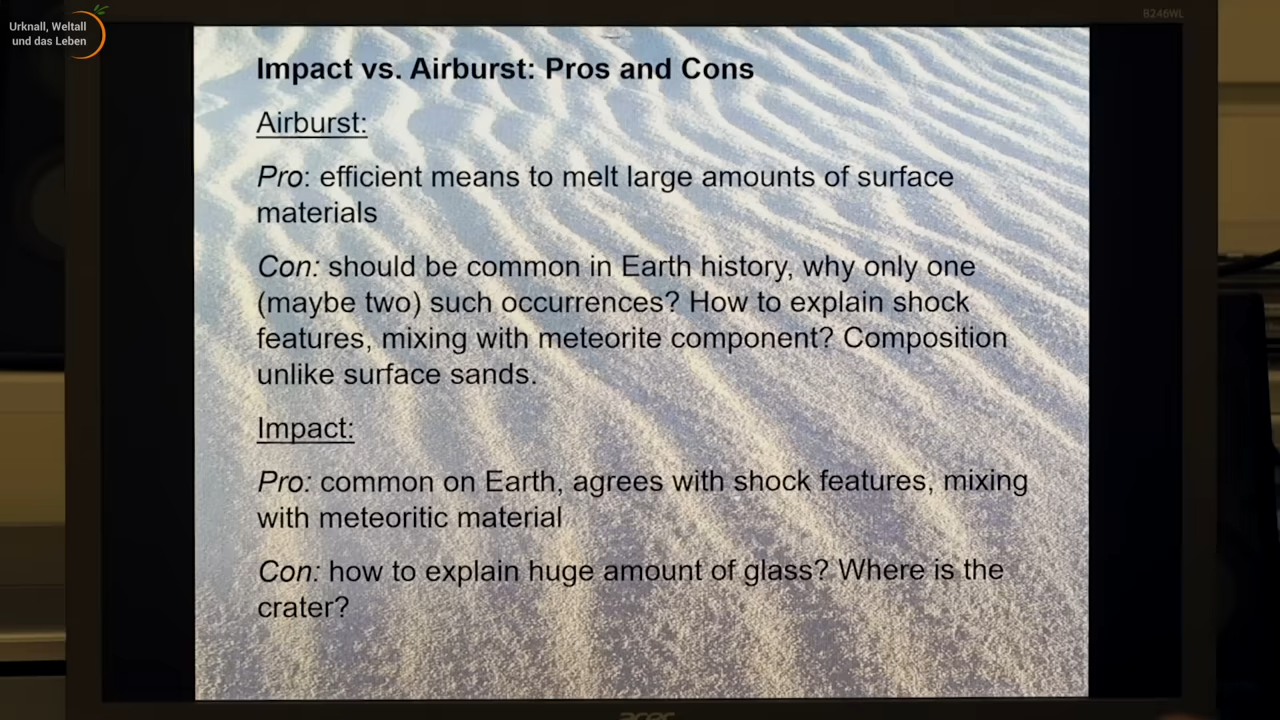 Urknall, Weltall
und das Leben
B246WL
Impact vs. Airburst: Pros and Cons
Airburst:
Pro: efficient means to melt large amounts of surface
materials
Con: should be common in Earth history, why only one
(maybe two) such occurrences? How to explain shock
features, mixing with meteorite component? Composition
unlike surface sands.
Impact:
Pro: common on Earth, agrees with shock features, mixing
with meteoritic material
Con: how to explain huge amount of glass? Where is the
crater?
acer